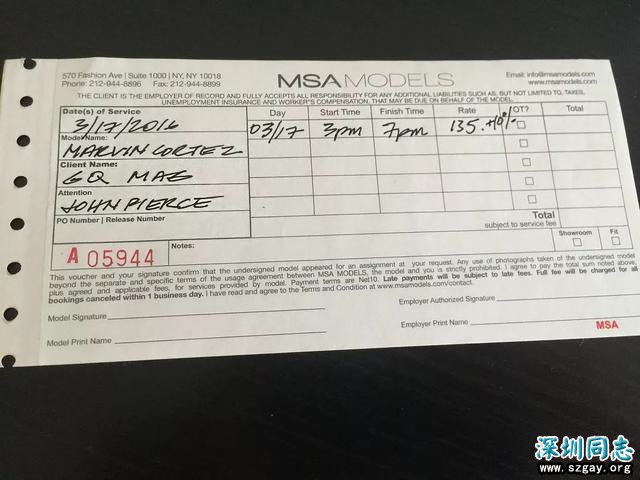 570 Fashion Ave | Suite 1000 | NY, NY 10018
Phone: 212-944-8896 Fax: 212-944-8899
MSAMODELS
Email: info@msamodels.com
www.msamodels.com
THE CLIENT IS THE EMPLOYER OF RECORD AND FULLY ACCEPTS ALL RESPONSIBILITY FOR ANY ADDITIONAL LIABILITIES SUCH AS, BUT NOT LIMITED TO, TAXES,
UNEMPLOYMENT INSURANCE AND WORKER'S COMPENSATION, THAT MAY BE DUE ON BEHALF OF THE MODEL.
Date(s) of Service Day Start Time Finish Time Rate OT? Total
3/17/2016 03/17 3pm 7pm 135.+10%
Model Name:
MARVIN CORTEZ
Client Name:
GQ MAG
Attention
JOHN PIERCE
PO Number | Release Number
Total
subject to service fee
A 05944
Notes:
Showroom Fit
This voucher and your signature confirm that the undersigned model appeared for an assignment at your request. Any use of photographs taken of the undersigned model
beyond the separate and specific terms of the usage agreement between MSA MODELS, the model and you is strictly prohibited. I agree to pay the total sum noted above,
plus agreed and applicable fees, for services provided by model. Payment terms are Net10. Late payments will be subject to late fees. Full fee will be charged for all
bookings canceled within 1 business day. I have read and agree to the Terms and Condition at www.msamodels.com/contact.
Model Signature
Employer Authorized Signature
Model Print Name
Employer Print Name
MSA
深圳同志
www.szgay.org